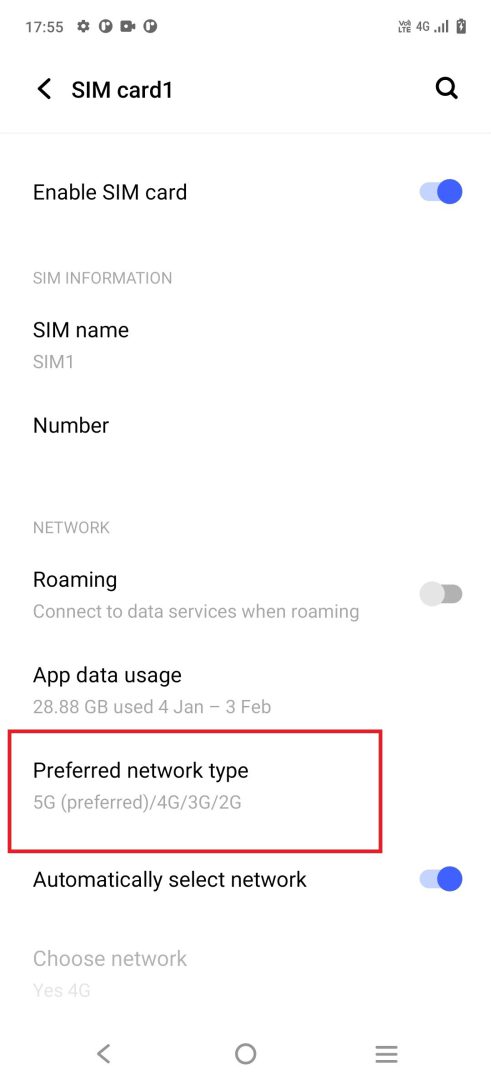 17:55 VoD LTE 4G
SIM card1
Enable SIM card
SIM INFORMATION
SIM name
SIM1
Number
NETWORK
Roaming
Connect to data services when roaming
App data usage
28.88 GB used 4 Jan – 3 Feb
Preferred network type
5G (preferred)/4G/3G/2G
Automatically select network
Choose network
Yes 4G